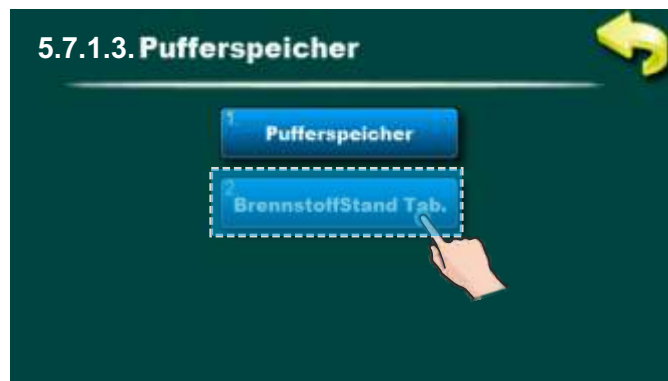 5.7.1.3. Pufferspeicher
1.
Pufferspeicher
2
BrennstoffStand Tab.